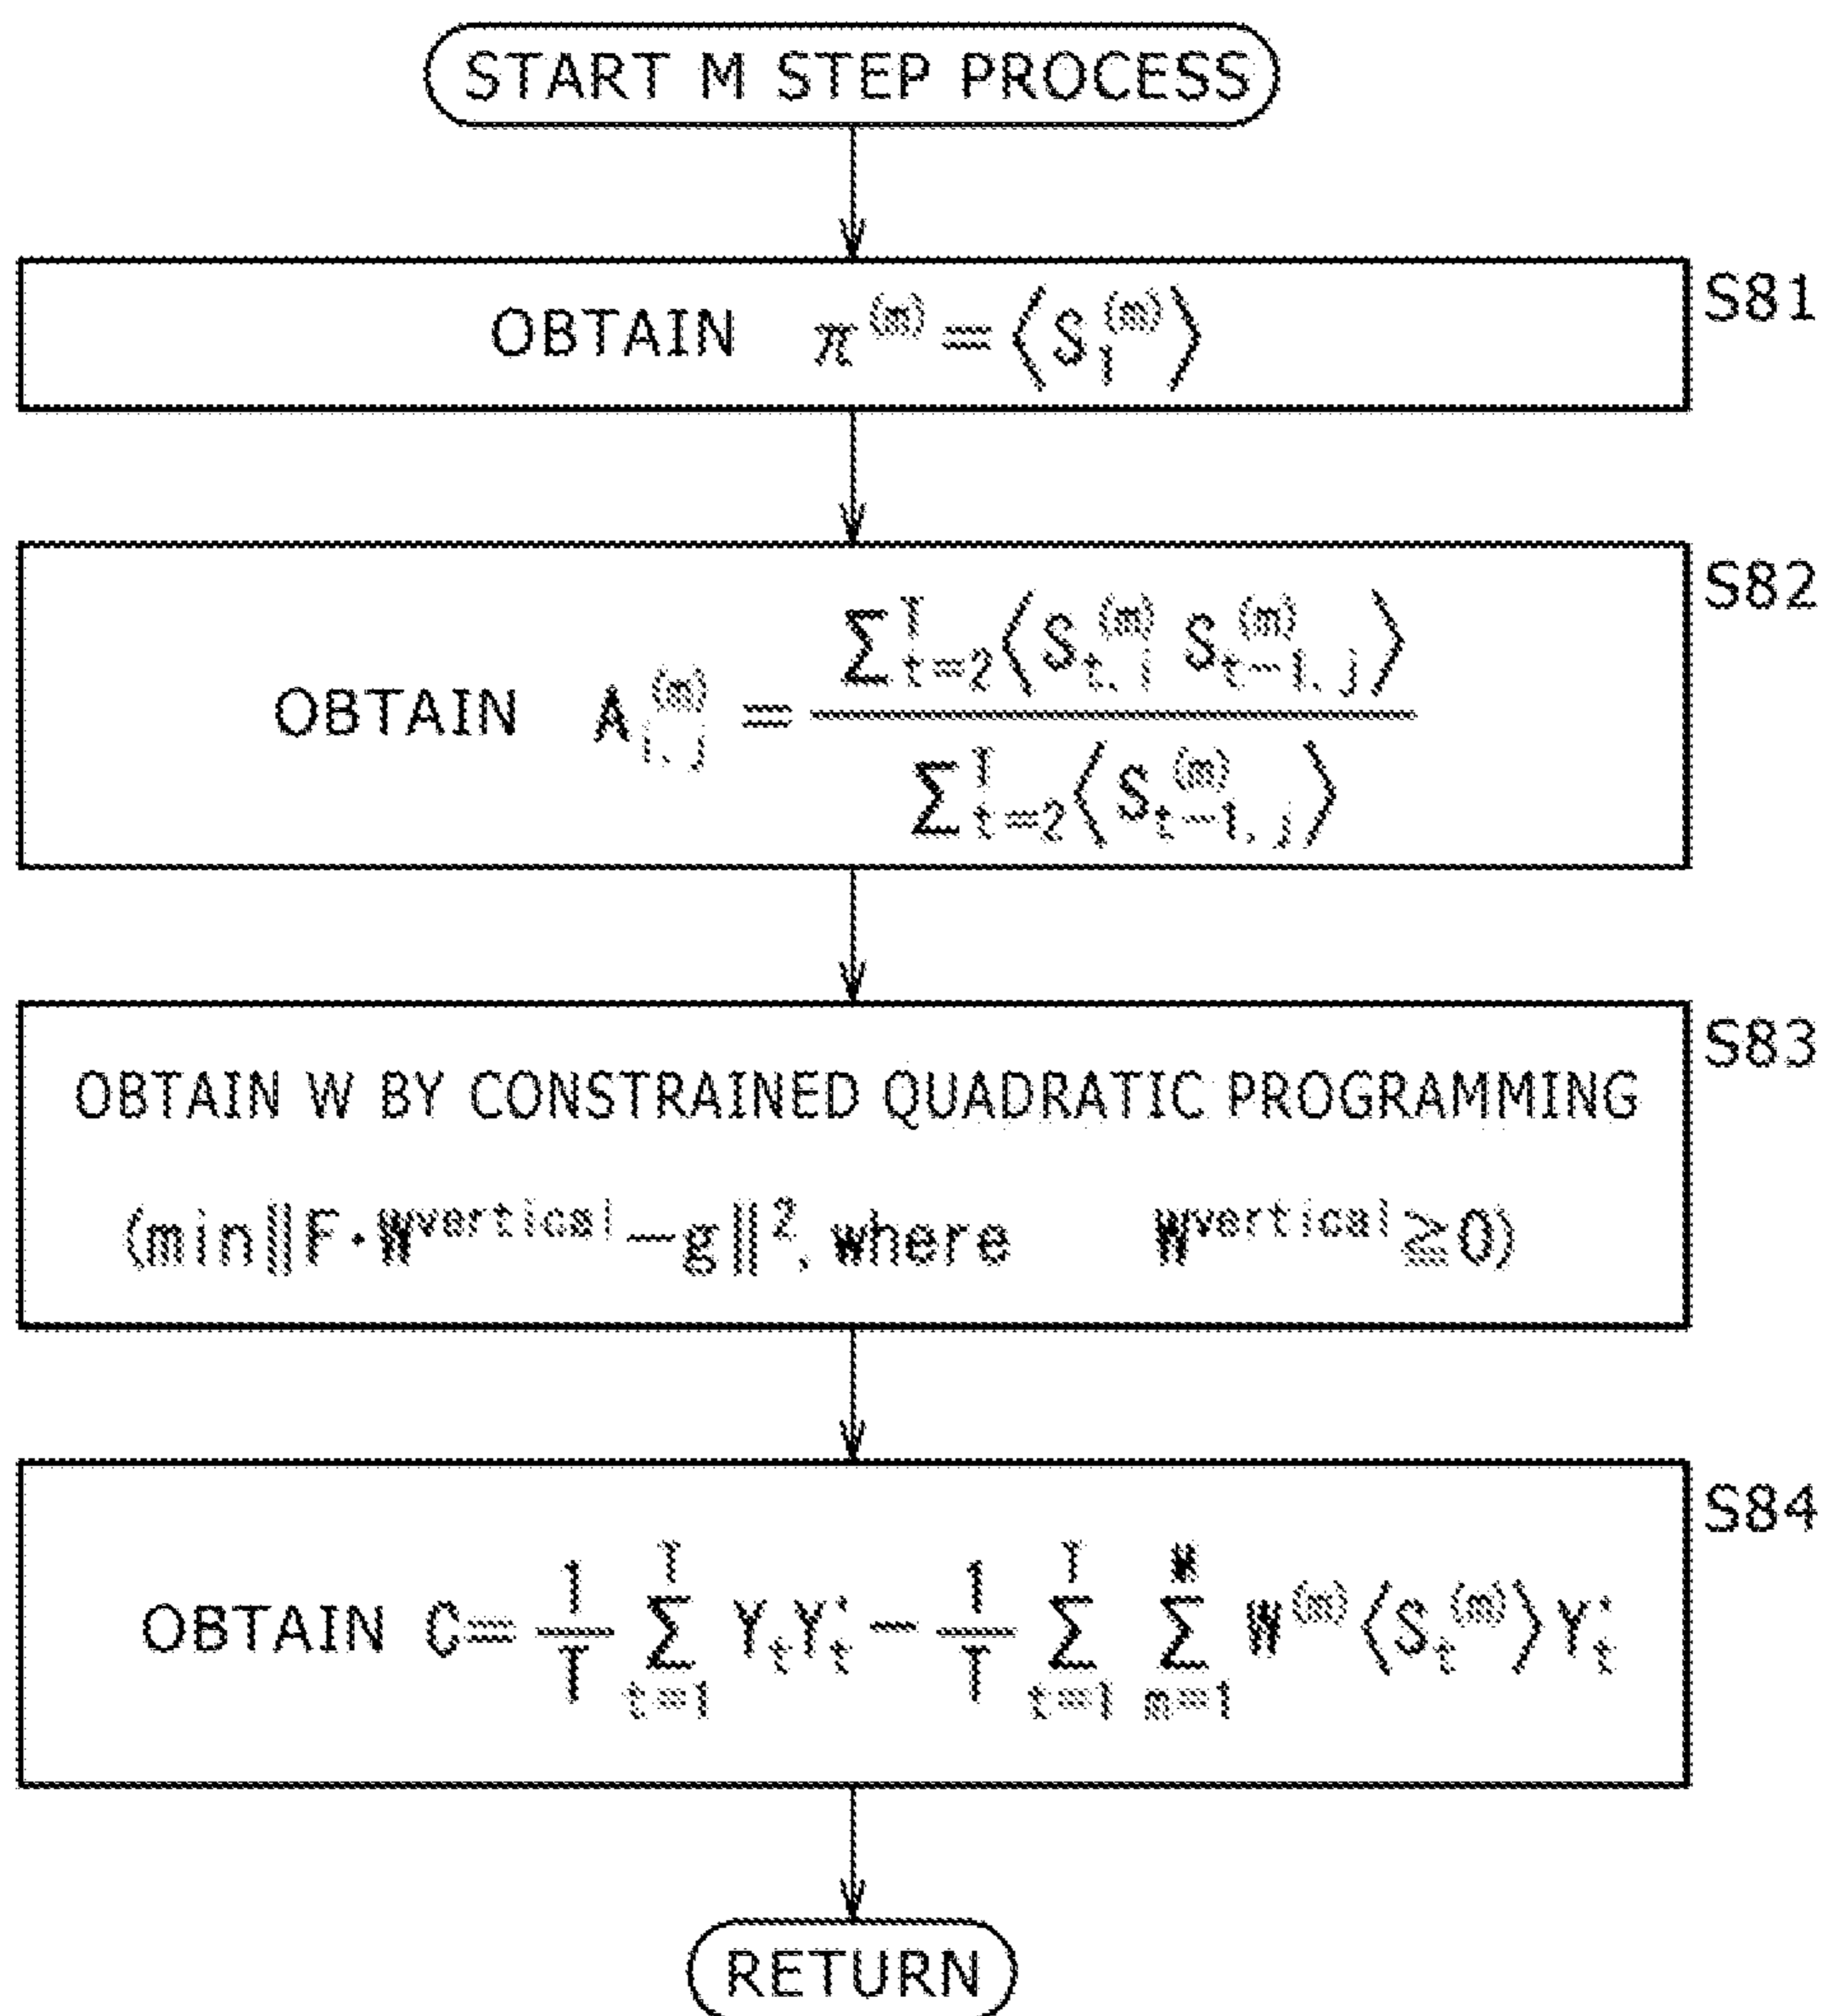 START M STEP PROCESS
S81
OBTAIN π^(m) = ⟨S_1^(m)⟩
S82
OBTAIN A_{i,j}^(m) = Σ_{t=2}^T ⟨S_{t,i}^(m) S_{t-1,j}^(m)⟩ / Σ_{t=2}^T ⟨S_{t-1,j}^(m)⟩
S83
OBTAIN W BY CONSTRAINED QUADRATIC PROGRAMMING
(min‖F·W^vertical −g‖^2, where W^vertical ≧0)
S84
OBTAIN C= 1/T Σ_{t=1}^T Y_t Y_t' − 1/T Σ_{t=1}^T Σ_{m=1}^M W^(m) ⟨S_t^(m)⟩ Y_t'
RETURN